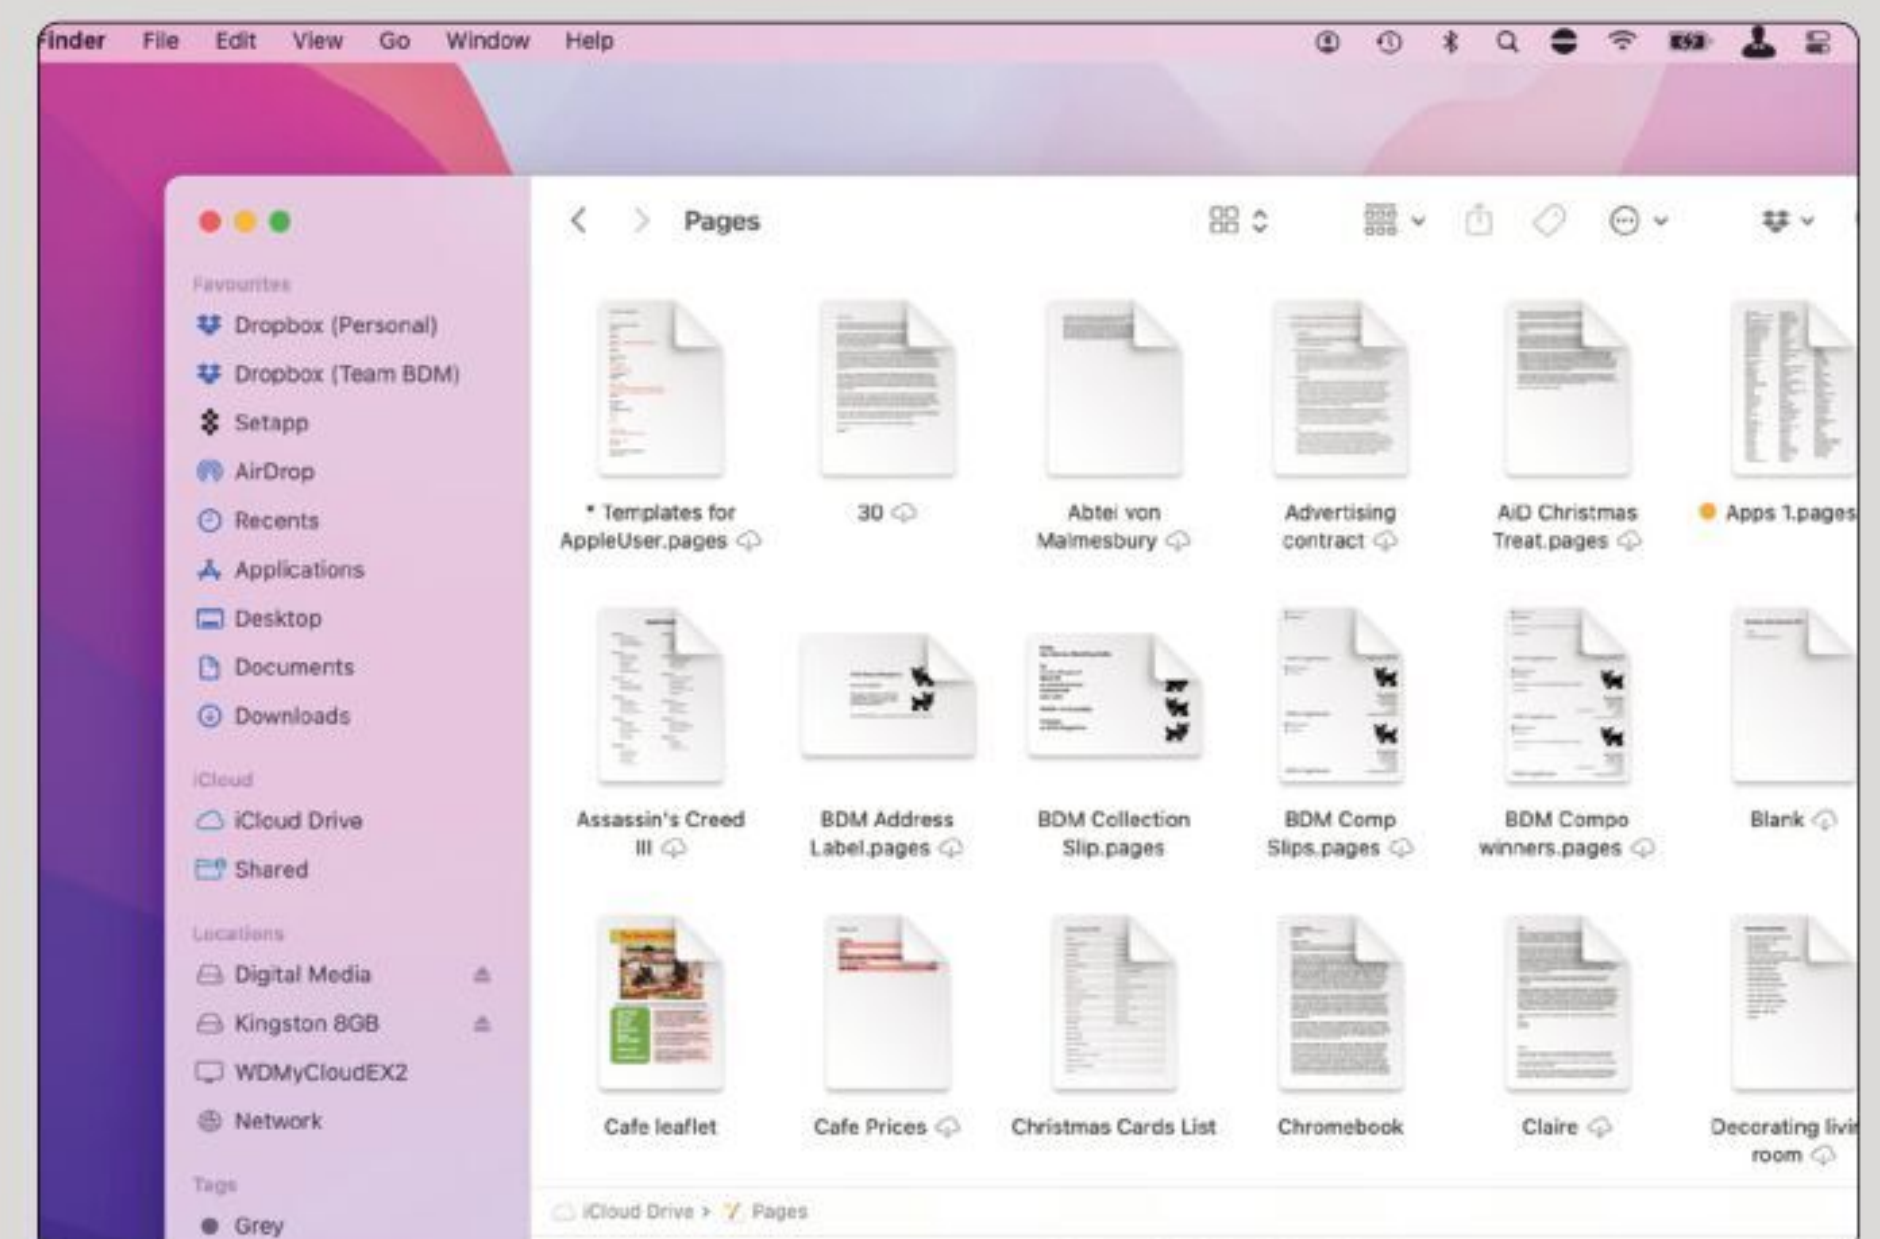 Finder File Edit View Go Window Help
Pages
Favourites
Dropbox (Personal)
Dropbox (Team BDM)
Setapp
AirDrop
Recents
Applications
Desktop
Documents
Downloads
iCloud
iCloud Drive
Shared
Locations
Digital Media
Kingston 8GB
WDMyCloudEX2
Network
Tags
Grey
* Templates for
AppleUser.pages
30
Abtei von
Malmesbury
Advertising
contract
AiD Christmas
Treat.pages
Apps 1.pages
Assassin's Creed
III
BDM Address
Label.pages
BDM Collection
Slip.pages
BDM Comp
Slips.pages
BDM Compo
winners.pages
Blank
Cafe leaflet
Cafe Prices
Christmas Cards List
Chromebook
Claire
Decorating livi
room
iCloud Drive > Pages